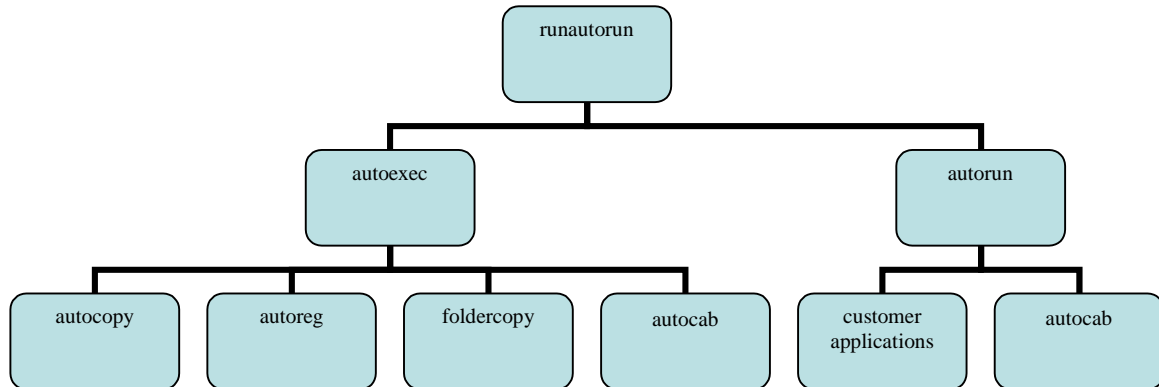 runautorun
autoexec
autorun
autocopy
autoreg
foldercopy
autocab
customer
applications
autocab